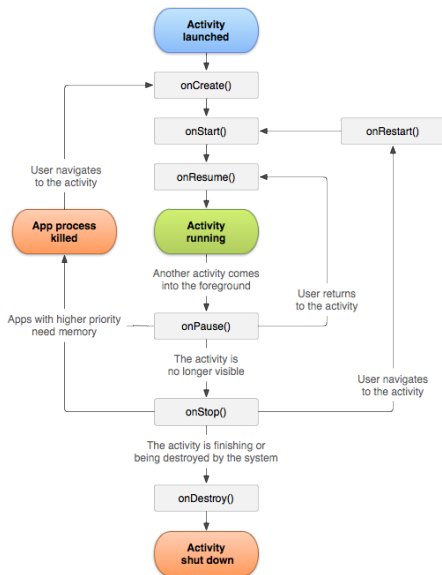 Activity
launched
onCreate()
onStart()
onRestart()
User navigates
to the activity
onResume()
App process
killed
Activity
running
Another activity comes
into the foreground
User returns
to the activity
Apps with higher priority
need memory
onPause()
The activity is
no longer visible
User navigates
to the activity
onStop()
The activity is finishing or
being destroyed by the system
onDestroy()
Activity
shut down